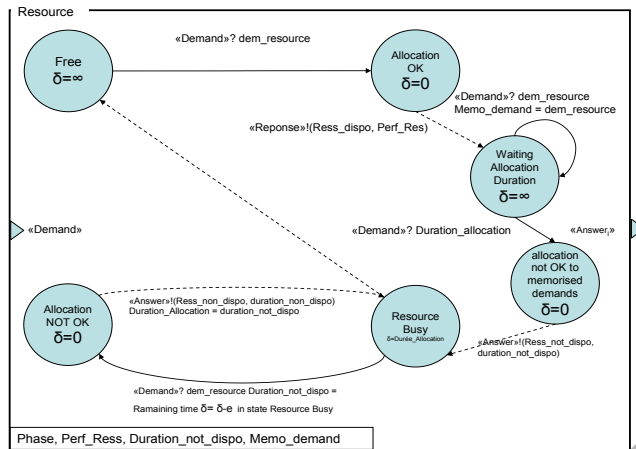 Resource
«Demand»? dem_resource
Free
δ=∞
Allocation
OK
δ=0
«Demand»? dem_resource
Memo_demand = dem_resource
«Reponse»!(Ress_dispo, Perf_Res)
Waiting
Allocation
Duration
δ=∞
«Demand»
«Demand»? Duration_allocation
«Answer¡»
allocation
not OK to
memorised
demands
δ=0
Allocation
NOT OK
δ=0
«Answer»!(Ress_non_dispo, duration_non_dispo)
Duration_Allocation = duration_not_dispo
Resource
Busy
δ=Durée_Allocation
«Answer»!(Ress_not_dispo,
duration_not_dispo)
«Demand»? dem_resource Duration_not_dispo =
Ramaining time δ= δ-e in state Resource Busy
Phase, Perf_Ress, Duration_not_dispo, Memo_demand